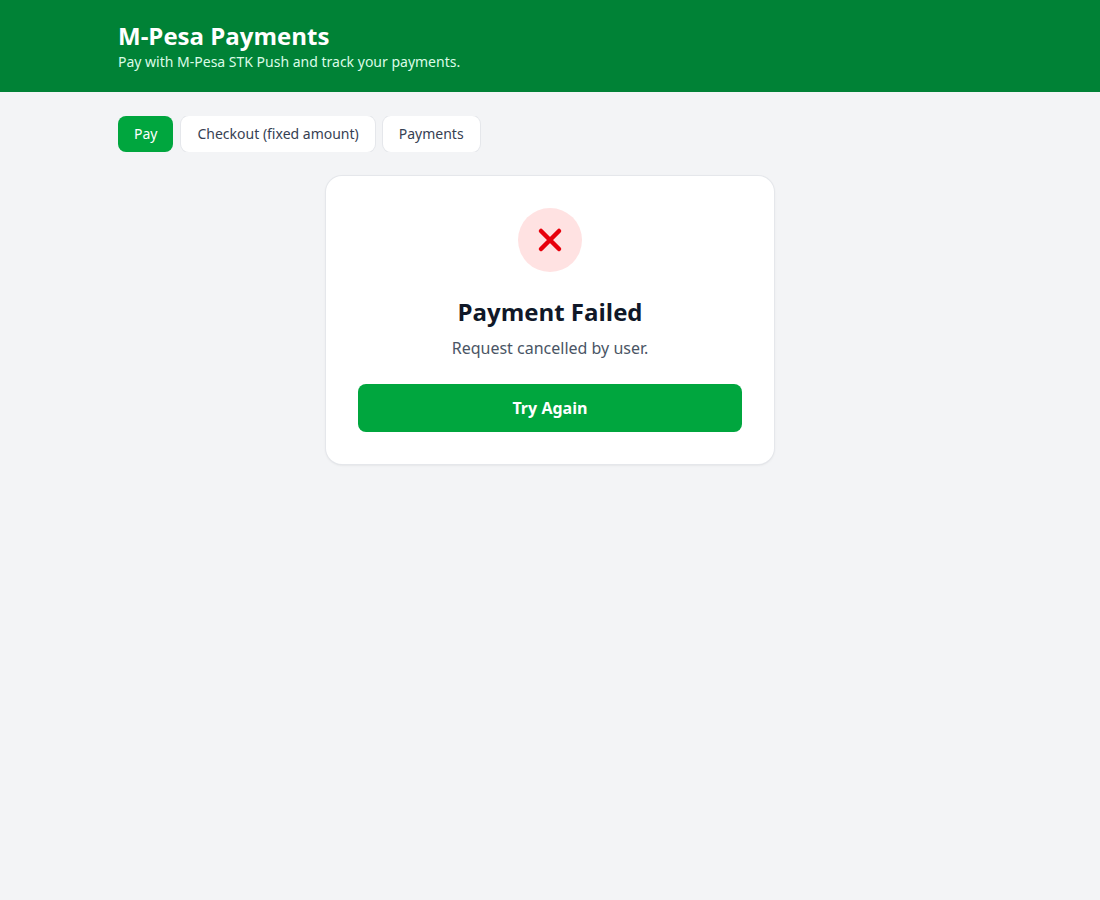 M-Pesa Payments
Pay with M-Pesa STK Push and track your payments.
Pay
Checkout (fixed amount)
Payments
Payment Failed
Request cancelled by user.
Try Again